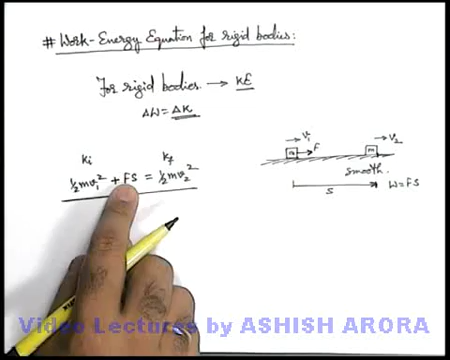 # Work-Energy Equation for rigid bodies:
For rigid bodies → KE
ΔW = ΔK
Ki Kf
½mv₁² + FS = ½mv₂²
v₁ v₂
m F m
smooth.
S W=FS
Video Lectures by ASHISH ARORA